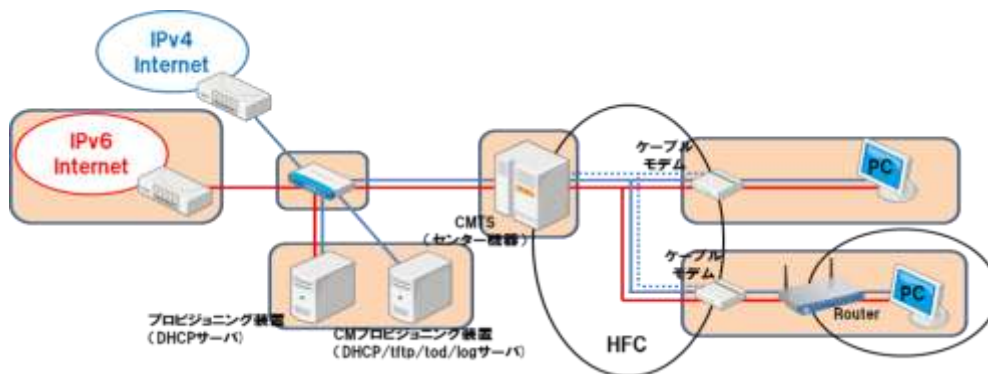 IPv4
Internet
IPv6
Internet
ケーブル
モデム
PC
CMTS
(センター機器)
ケーブル
モデム
PC
Router
プロビジョニング装置
(DHCPサーバ)
CMプロビジョニング装置
(DHCP/tftp/tod/logサーバ)
HFC